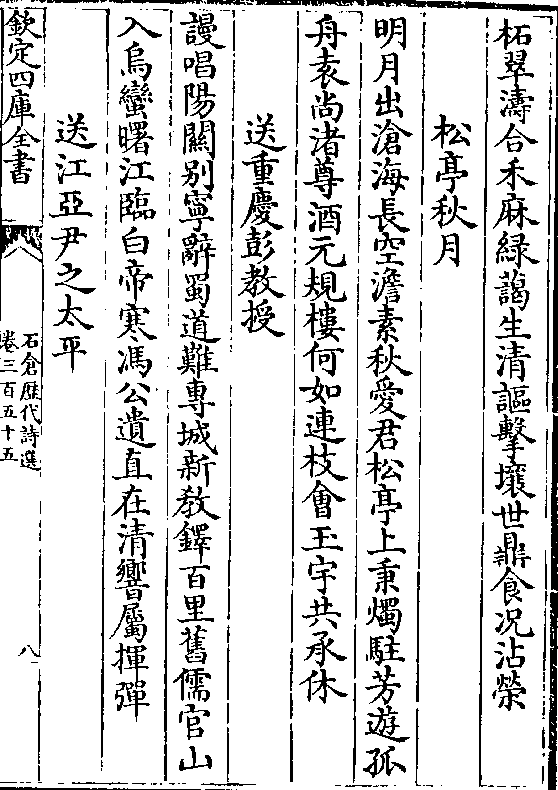 柘翠濤合禾麻綠藹生清謳擊壤世鼎食况沾榮
松亭秋月
明月出滄海長空澹素秋愛君松亭上秉燭駐芳遊孤
舟袁尚渚尊酒元規樓何如連枝會玉宇共承休
送重慶彭教授
謾唱陽關别寧辭蜀道難專城新教鐸百里舊儒官山
入烏蠻曙江臨白帝寒馮公遺直在清響屬揮彈
送江亞尹之太平
欽定四庫全書
石倉歷代詩選
卷三百五十五
八